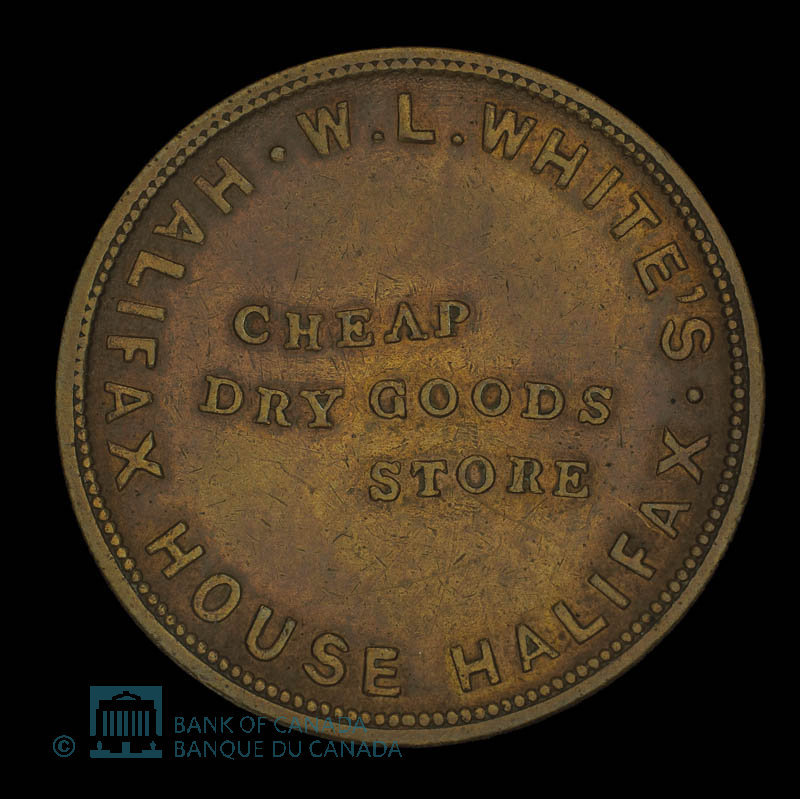 · W. L. WHITE'S · HALIFAX HOUSE HALIFAX
CHEAP
DRY GOODS
STORE
© BANK OF CANADA
BANQUE DU CANADA